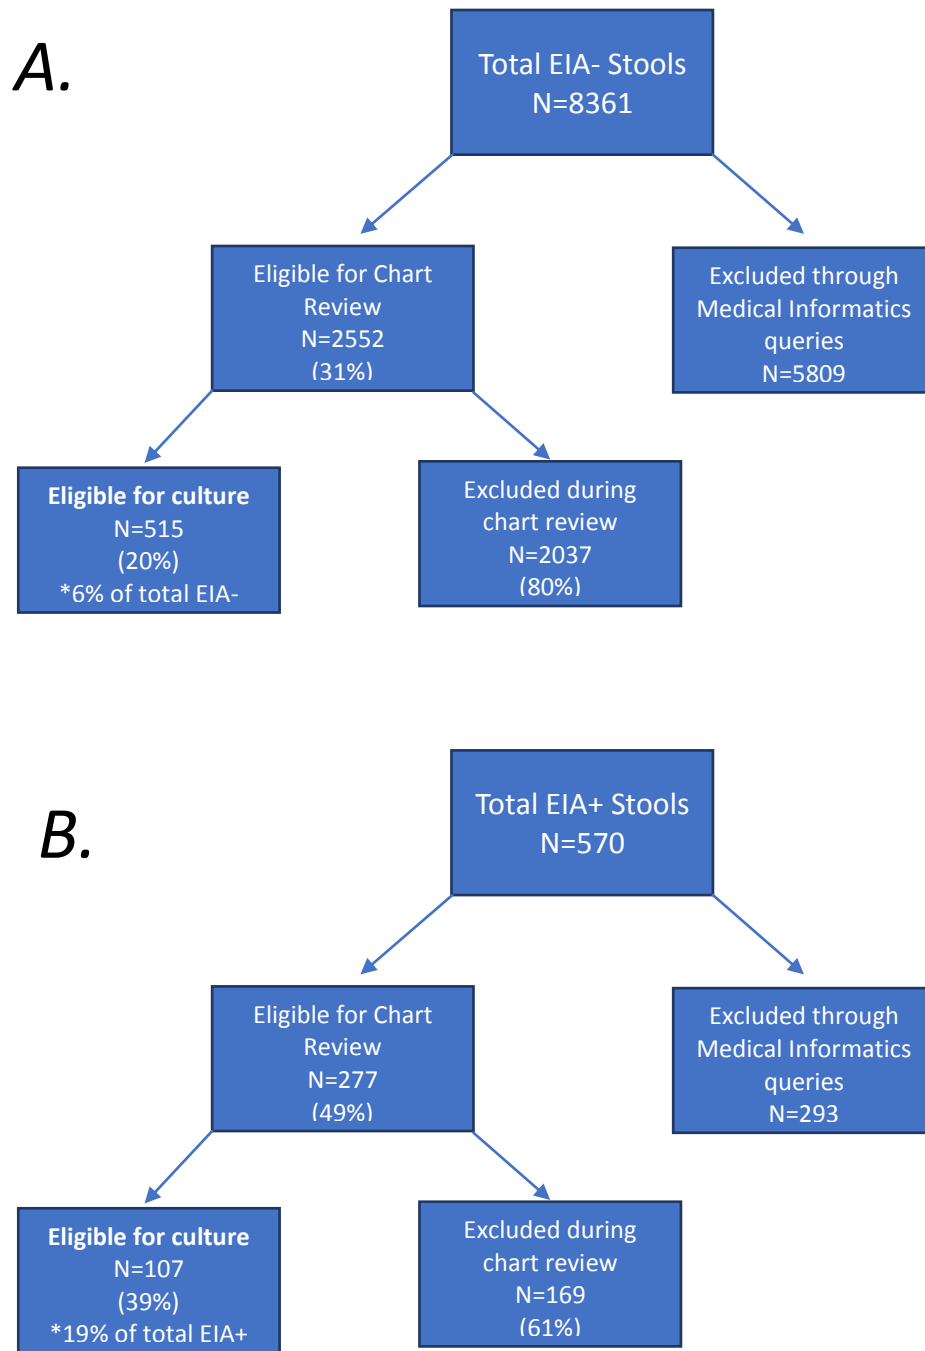 A.
Total EIA- Stools
N=8361
Eligible for Chart
Review
N=2552
(31%)
Excluded through
Medical Informatics
queries
N=5809
Eligible for culture
N=515
(20%)
*6% of total EIA-
Excluded during
chart review
N=2037
(80%)
B.
Total EIA+ Stools
N=570
Eligible for Chart
Review
N=277
(49%)
Excluded through
Medical Informatics
queries
N=293
Eligible for culture
N=107
(39%)
*19% of total EIA+
Excluded during
chart review
N=169
(61%)